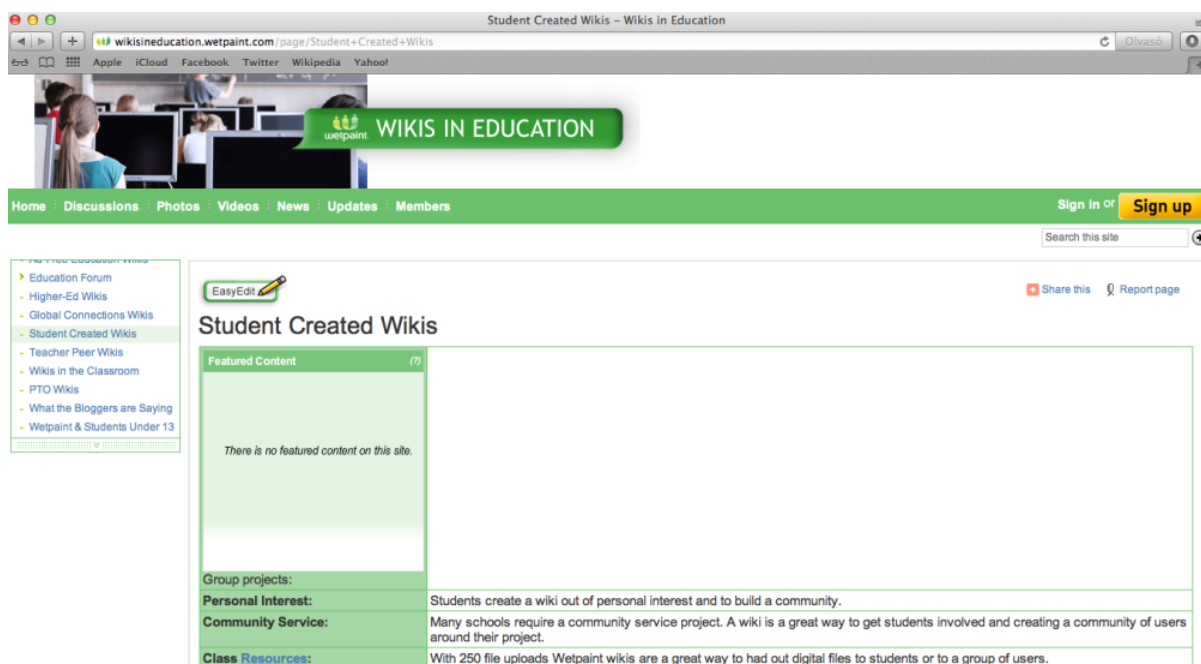 Student Created Wikis – Wikis in Education
wikisineducation.wetpaint.com/page/Student+Created+Wikis
Olvasó
Apple iCloud Facebook Twitter Wikipedia Yahoo!
wetpaint. WIKIS IN EDUCATION
Home Discussions Photos Videos News Updates Members
Sign in or Sign up
Search this site
Ad Free Education Wikis
Education Forum
Higher-Ed Wikis
Global Connections Wikis
Student Created Wikis
Teacher Peer Wikis
Wikis in the Classroom
PTO Wikis
What the Bloggers are Saying
Wetpaint & Students Under 13
EasyEdit
Share this Report page
Student Created Wikis
Featured Content (?)
There is no featured content on this site.
Group projects:
Personal Interest: Students create a wiki out of personal interest and to build a community.
Community Service: Many schools require a community service project. A wiki is a great way to get students involved and creating a community of users
around their project.
Class Resources: With 250 file uploads Wetpaint wikis are a great way to had out digital files to students or to a group of users.